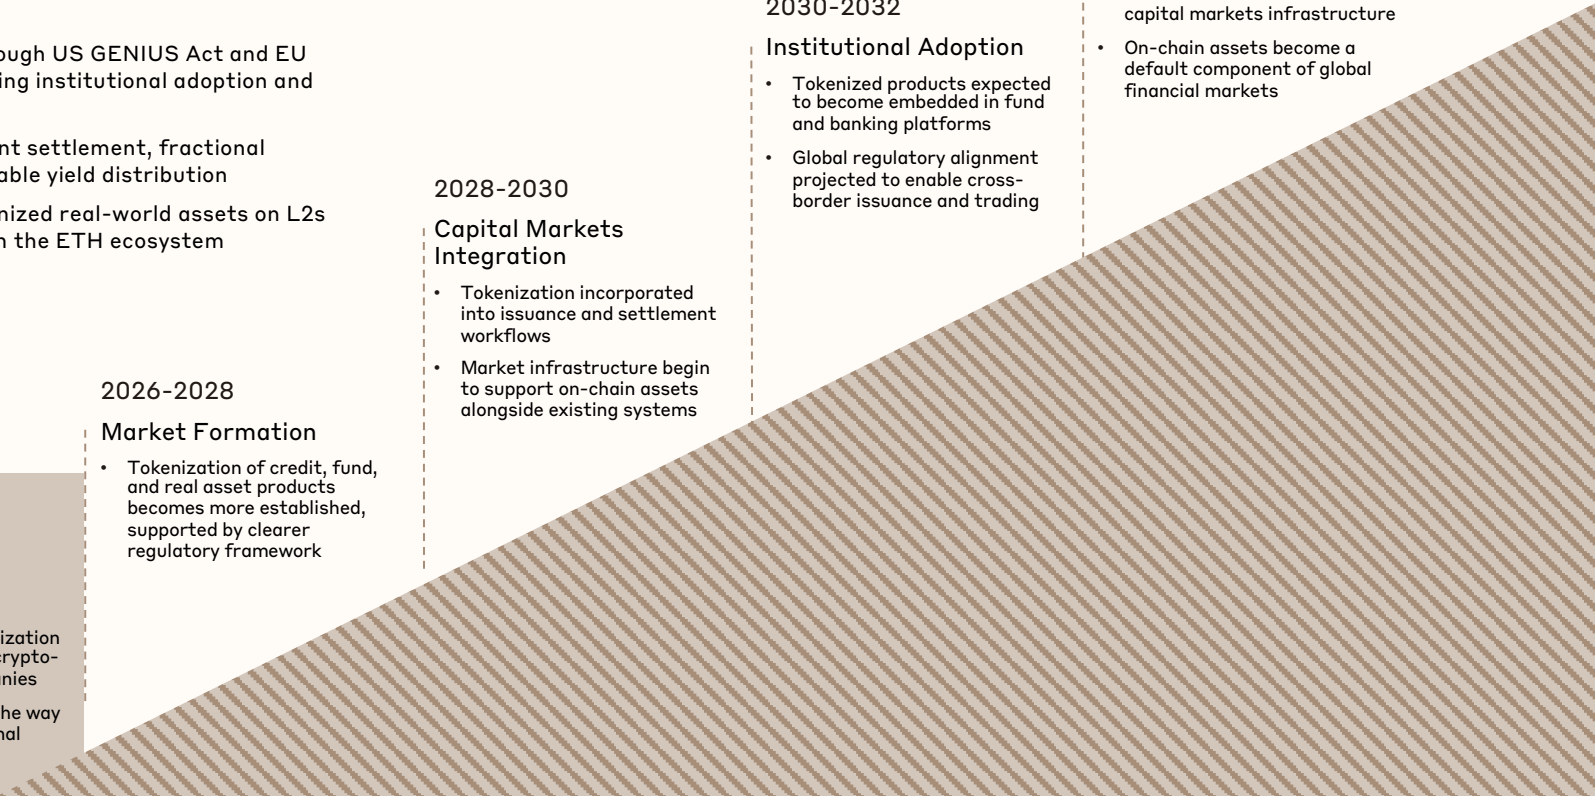 ough US GENIUS Act and EU
ing institutional adoption and
nt settlement, fractional
able yield distribution
nized real-world assets on L2s
n the ETH ecosystem
ization
crypto-
nies
he way
nal
2026-2028
Market Formation
• Tokenization of credit, fund,
and real asset products
becomes more established,
supported by clearer
regulatory framework
2028-2030
Capital Markets
Integration
• Tokenization incorporated
into issuance and settlement
workflows
• Market infrastructure begin
to support on-chain assets
alongside existing systems
2030-2032
Institutional Adoption
• Tokenized products expected
to become embedded in fund
and banking platforms
• Global regulatory alignment
projected to enable cross-
border issuance and trading
capital markets infrastructure
• On-chain assets become a
default component of global
financial markets